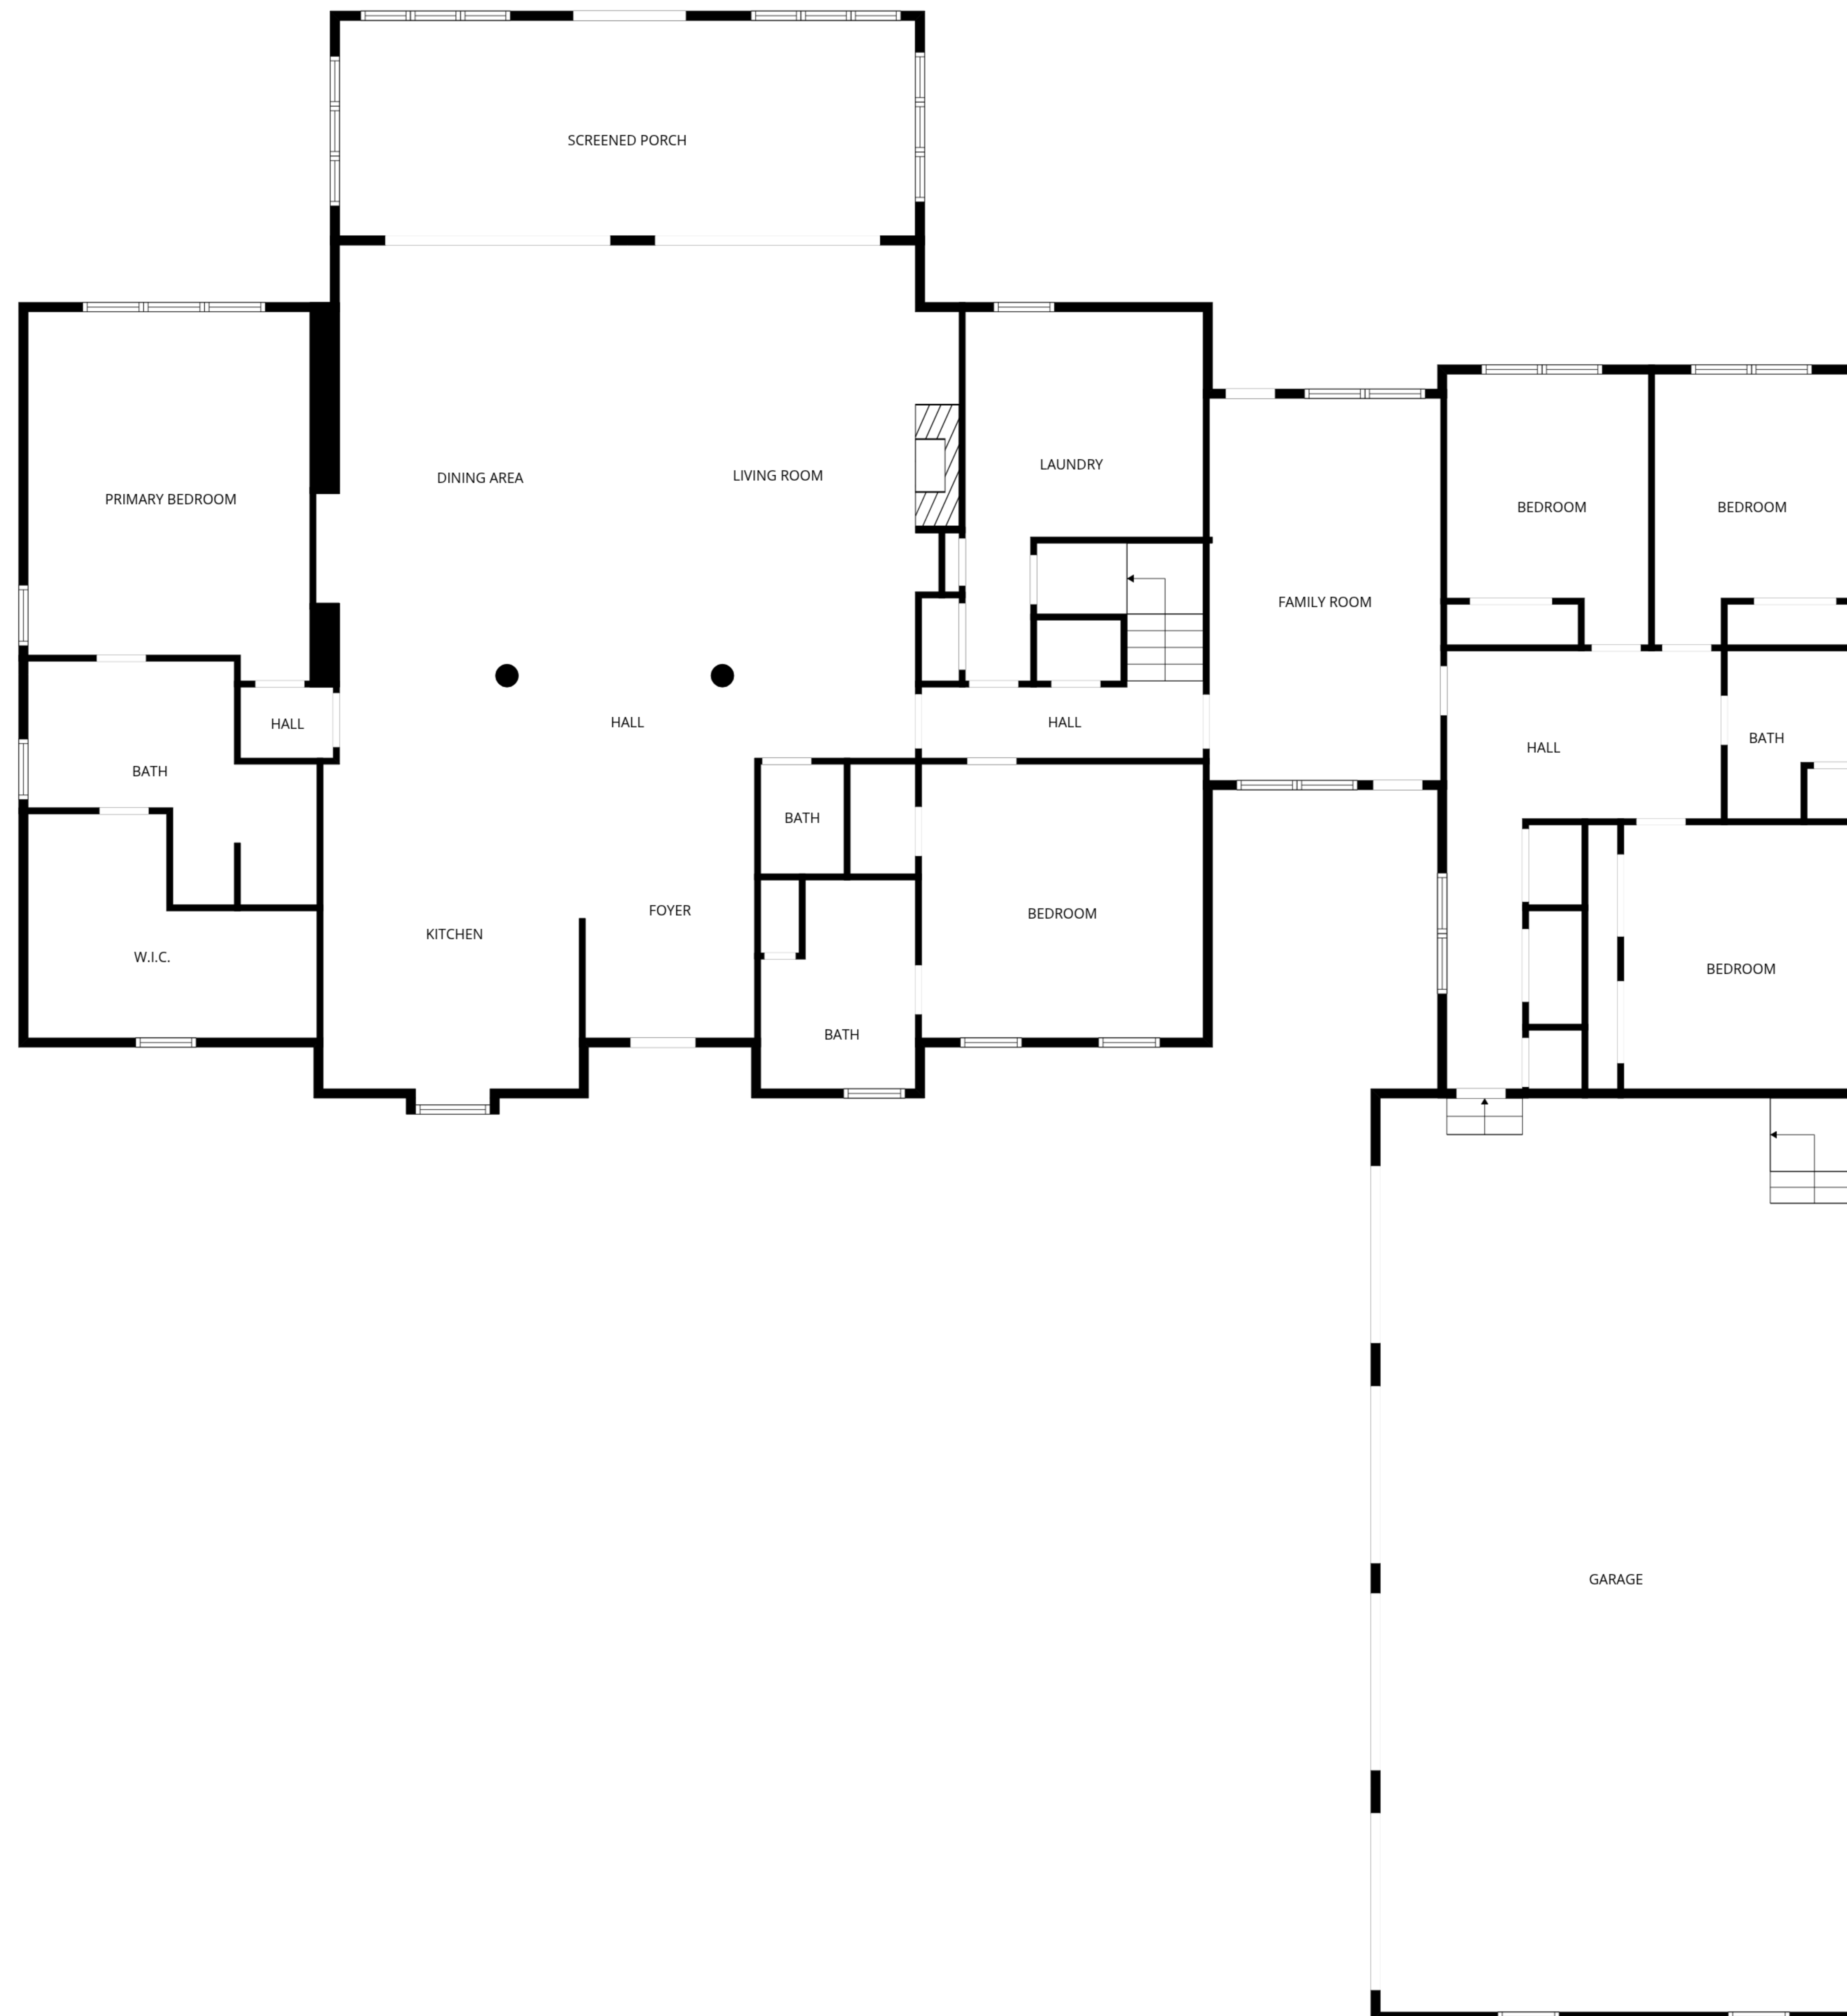 SCREENED PORCH
PRIMARY BEDROOM
DINING AREA
LIVING ROOM
LAUNDRY
FAMILY ROOM
BEDROOM
BEDROOM
HALL
HALL
HALL
HALL
BATH
BATH
BATH
W.I.C.
KITCHEN
FOYER
BATH
BEDROOM
BEDROOM
GARAGE